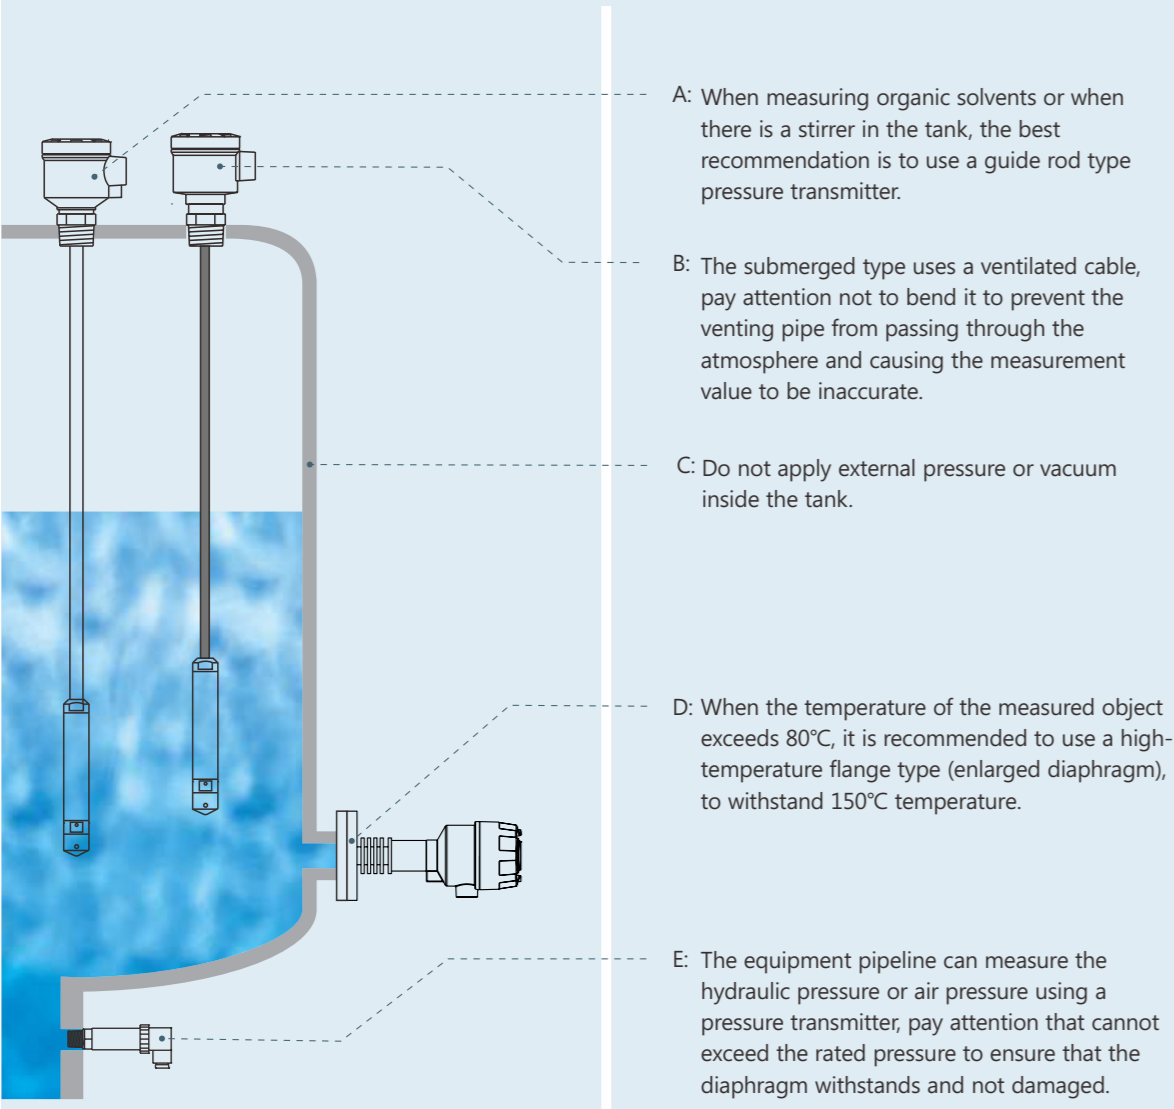 A: When measuring organic solvents or when
there is a stirrer in the tank, the best
recommendation is to use a guide rod type
pressure transmitter.
B: The submerged type uses a ventilated cable,
pay attention not to bend it to prevent the
venting pipe from passing through the
atmosphere and causing the measurement
value to be inaccurate.
C: Do not apply external pressure or vacuum
inside the tank.
D: When the temperature of the measured object
exceeds 80℃, it is recommended to use a high-
temperature flange type (enlarged diaphragm),
to withstand 150℃ temperature.
E: The equipment pipeline can measure the
hydraulic pressure or air pressure using a
pressure transmitter, pay attention that cannot
exceed the rated pressure to ensure that the
diaphragm withstands and not damaged.